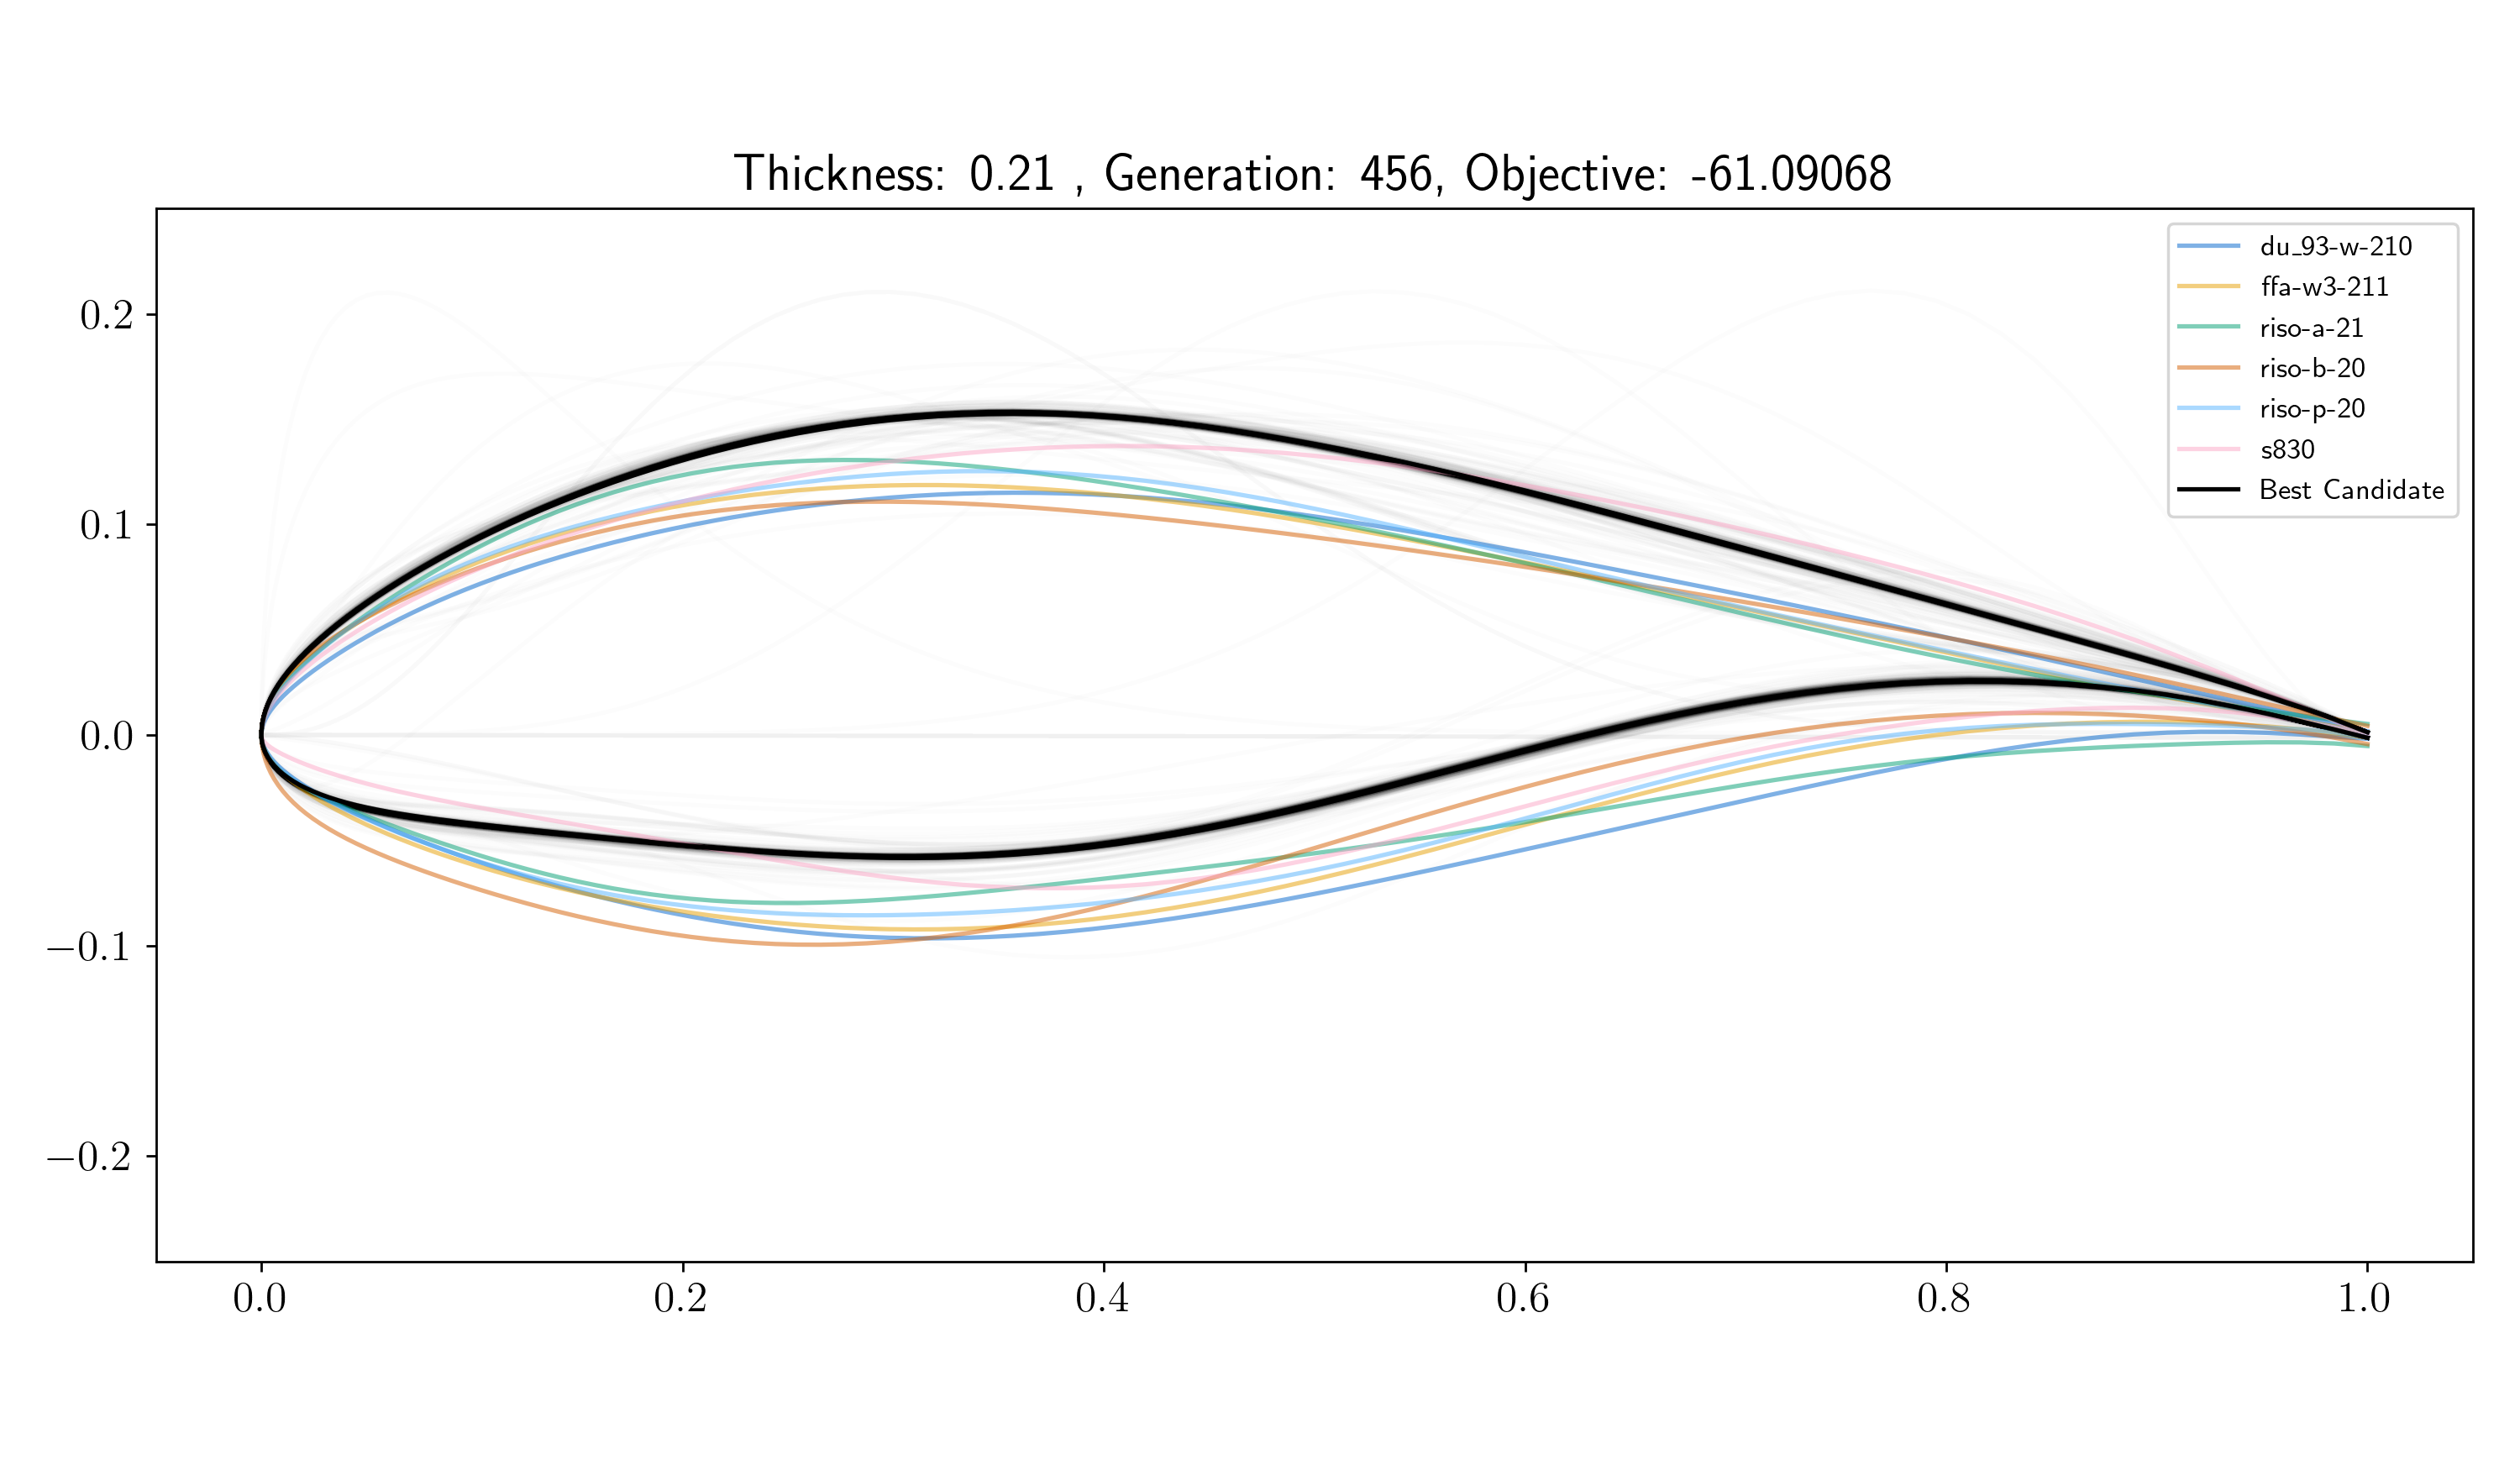 Thickness: 0.21 , Generation: 456, Objective: -61.09068
du_93-w-210
ffa-w3-211
riso-a-21
riso-b-20
riso-p-20
s830
Best Candidate
0.2
0.1
0.0
−0.1
−0.2
0.0 0.2 0.4 0.6 0.8 1.0